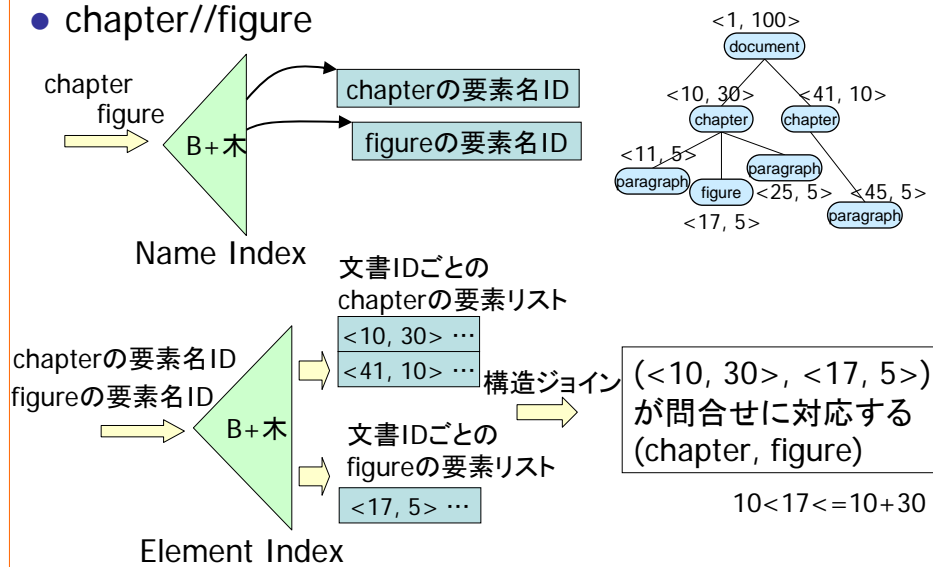 • chapter//figure
chapter
figure
B+木
chapterの要素名ID
figureの要素名ID
Name Index
<1, 100>
document
<10, 30>
<41, 10>
chapter
chapter
<11, 5>
paragraph
figure
paragraph
<17, 5>
<25, 5>
<45, 5>
paragraph
文書IDごとの
chapterの要素リスト
<10, 30> …
<41, 10> …
chapterの要素名ID
figureの要素名ID
B+木
文書IDごとの
figureの要素リスト
<17, 5> …
Element Index
構造ジョイン
(<10, 30>, <17, 5>)
が問合せに対応する
(chapter, figure)
10<17<=10+30